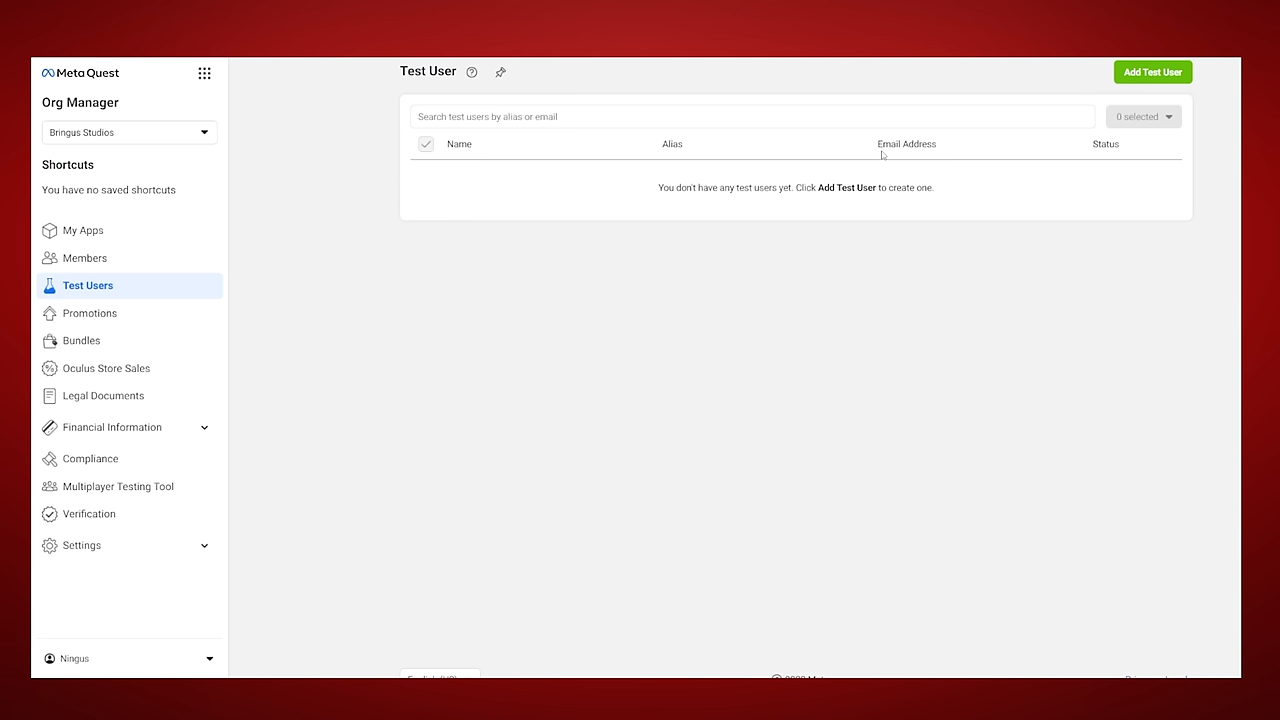 Meta Quest
Org Manager
Bringus Studios
Shortcuts
You have no saved shortcuts
My Apps
Members
Test Users
Promotions
Bundles
Oculus Store Sales
Legal Documents
Financial Information
Compliance
Multiplayer Testing Tool
Verification
Settings
Ningus
Test User
Add Test User
Search test users by alias or email
0 selected
Name Alias Email Address Status
You don't have any test users yet. Click Add Test User to create one.